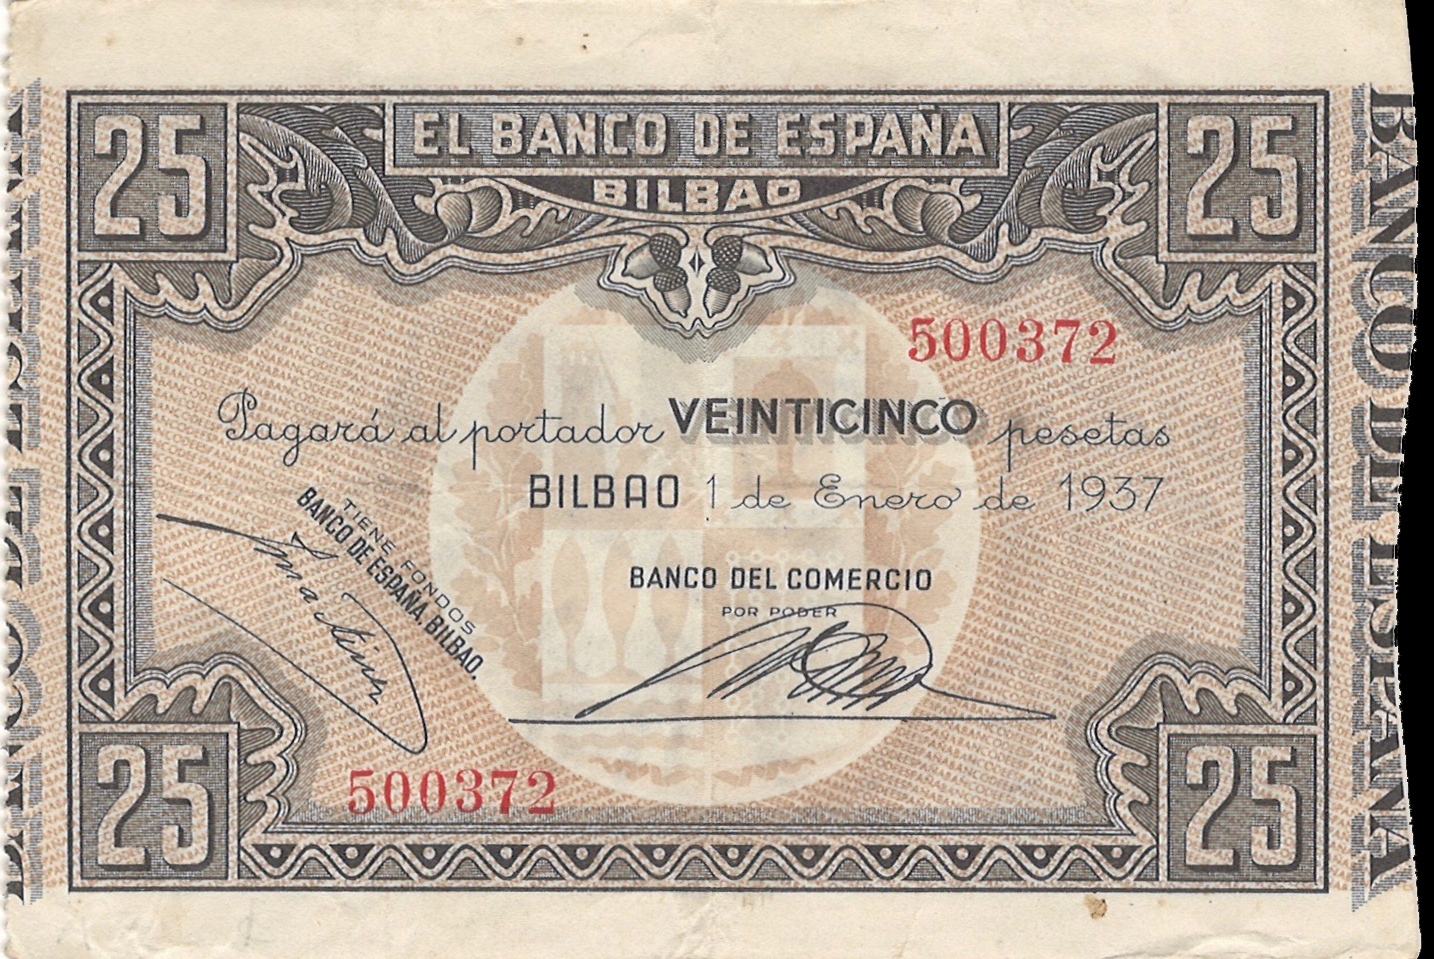 25
EL BANCO DE ESPAÑA
25
BILBAO
500372
Pagará al portador VEINTICINCO pesetas
BILBAO 1 de Enero de 1937
TIENE FONDOS
BANCO DE ESPAÑA, BILBAO.
BANCO DEL COMERCIO
POR PODER
500372
25
25
BANCO DE ESPAÑA